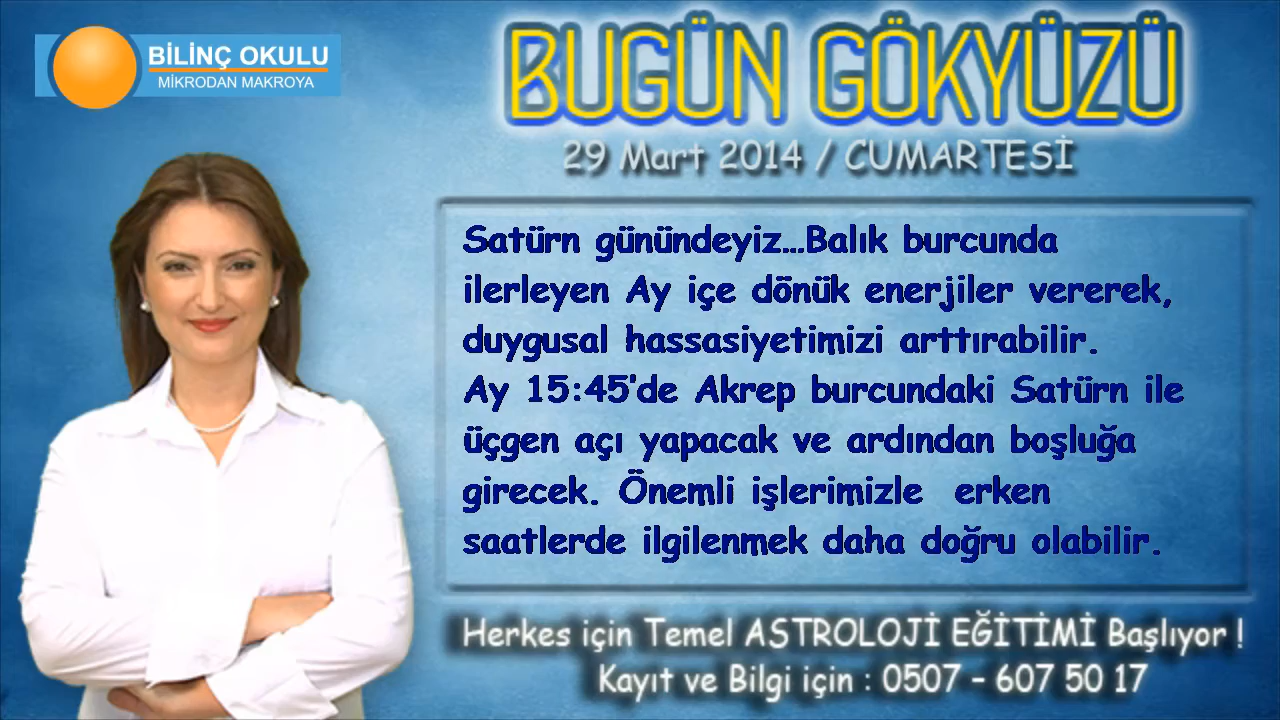 BİLİNÇ OKULU
MİKRODAN MAKROYA
BUGÜN GÖKYÜZÜ
29 Mart 2014 / CUMARTESİ
Satürn günündeyiz...Balık burcunda
ilerleyen Ay içe dönük enerjiler vererek,
duygusal hassasiyetimizi arttırabilir.
Ay 15:45'de Akrep burcundaki Satürn ile
üçgen açı yapacak ve ardından boşluğa
girecek. Önemli işlerimizle  erken
saatlerde ilgilenmek daha doğru olabilir.
Herkes için Temel ASTROLOJİ EĞİTİMİ Başlıyor !
Kayıt ve Bilgi için : 0507 – 607 50 17